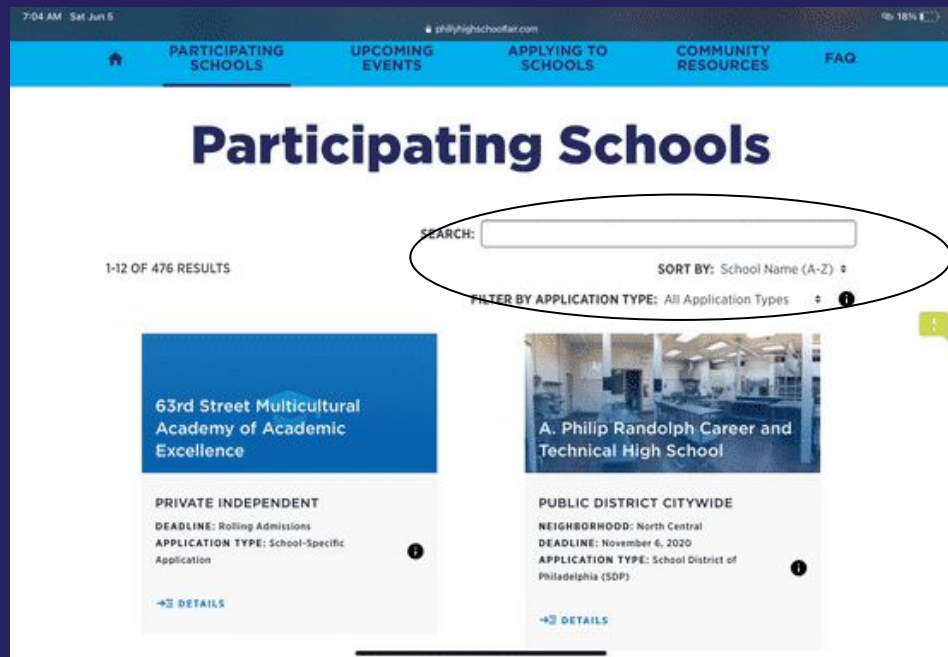 7:04 AM Sat Jun 5
phillyhighschoolfair.com
18%
PARTICIPATING SCHOOLS
UPCOMING EVENTS
APPLYING TO SCHOOLS
COMMUNITY RESOURCES
FAQ
Participating Schools
SEARCH:
1-12 OF 476 RESULTS
SORT BY: School Name (A-Z)
FILTER BY APPLICATION TYPE: All Application Types
63rd Street Multicultural
Academy of Academic
Excellence
PRIVATE INDEPENDENT
DEADLINE: Rolling Admissions
APPLICATION TYPE: School-Specific
Application
DETAILS
A. Philip Randolph Career and
Technical High School
PUBLIC DISTRICT CITYWIDE
NEIGHBORHOOD: North Central
DEADLINE: November 6, 2020
APPLICATION TYPE: School District of
Philadelphia (SDP)
DETAILS